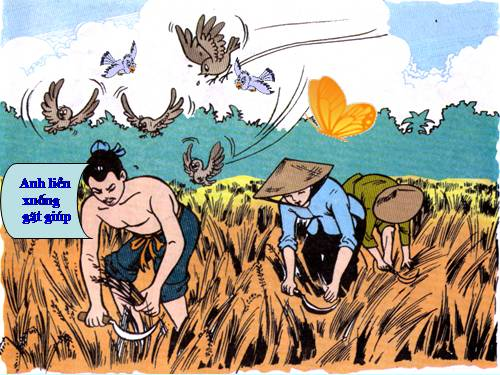 Anh liền
xuống
gặt giúp